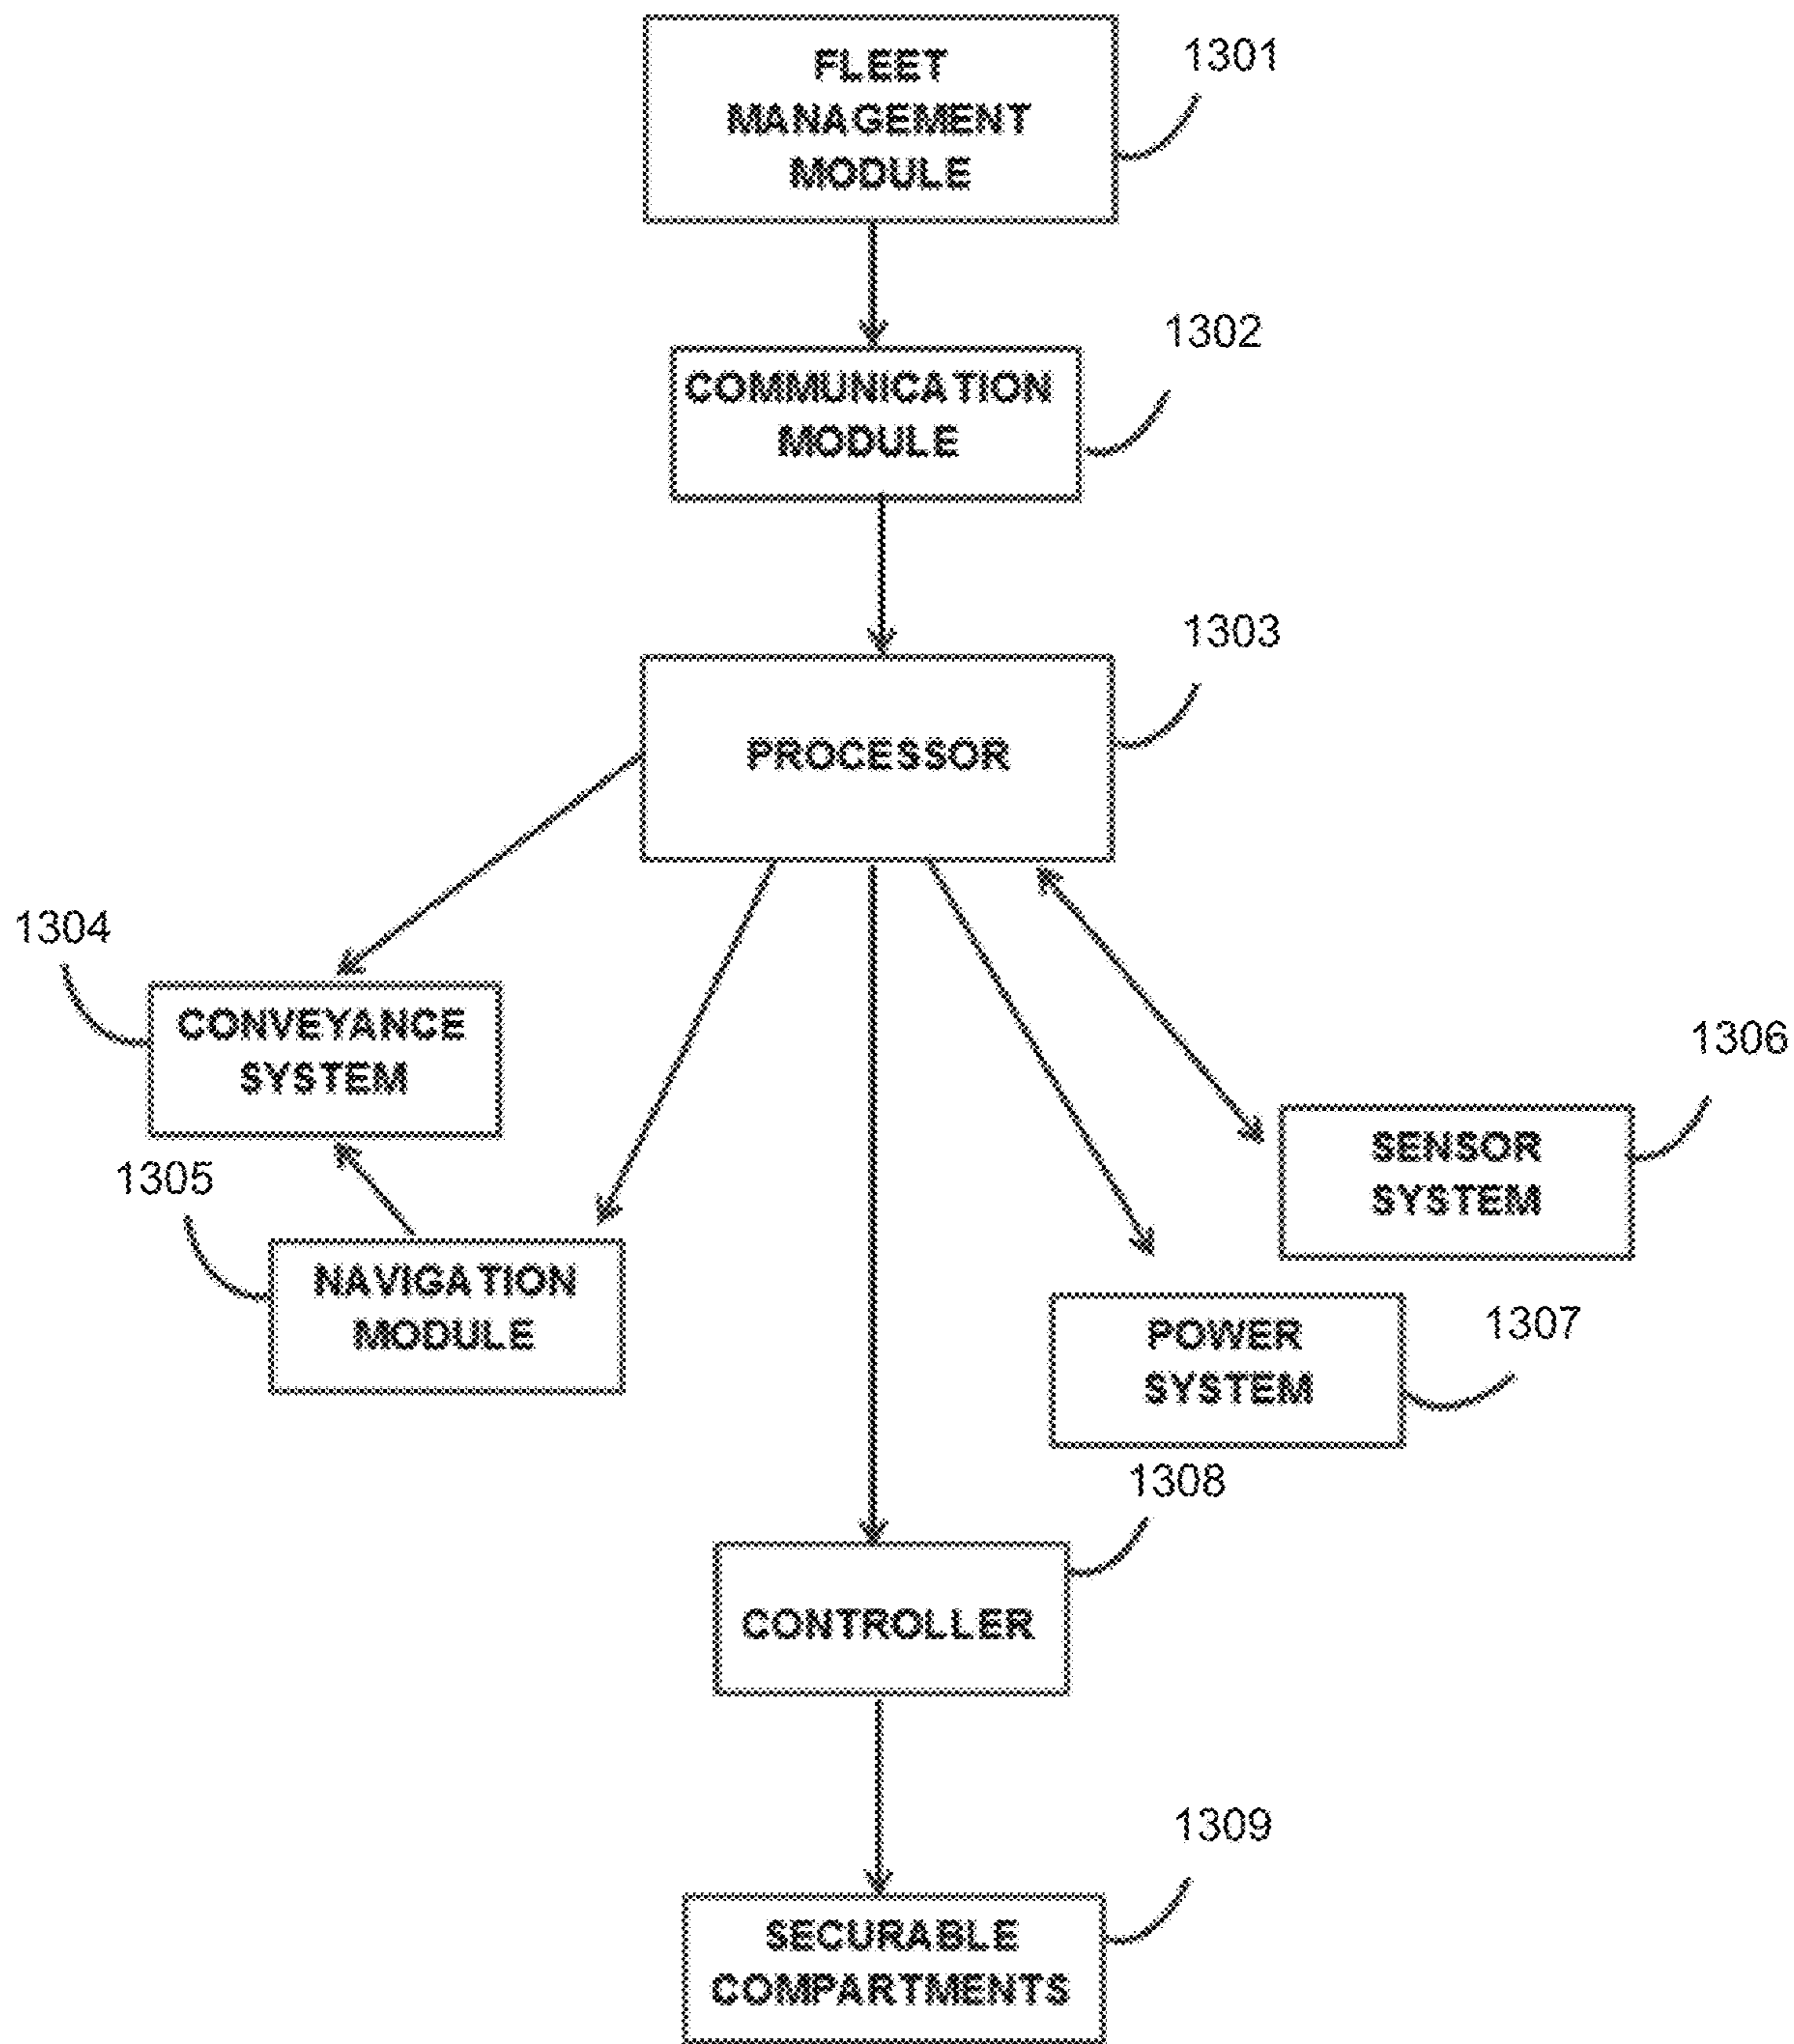 FLEET
MANAGEMENT
MODULE
1301
COMMUNICATION
MODULE
1302
PROCESSOR
1303
1304
CONVEYANCE
SYSTEM
1305
NAVIGATION
MODULE
1306
SENSOR
SYSTEM
POWER
SYSTEM
1307
1308
CONTROLLER
1309
SECURABLE
COMPARTMENTS